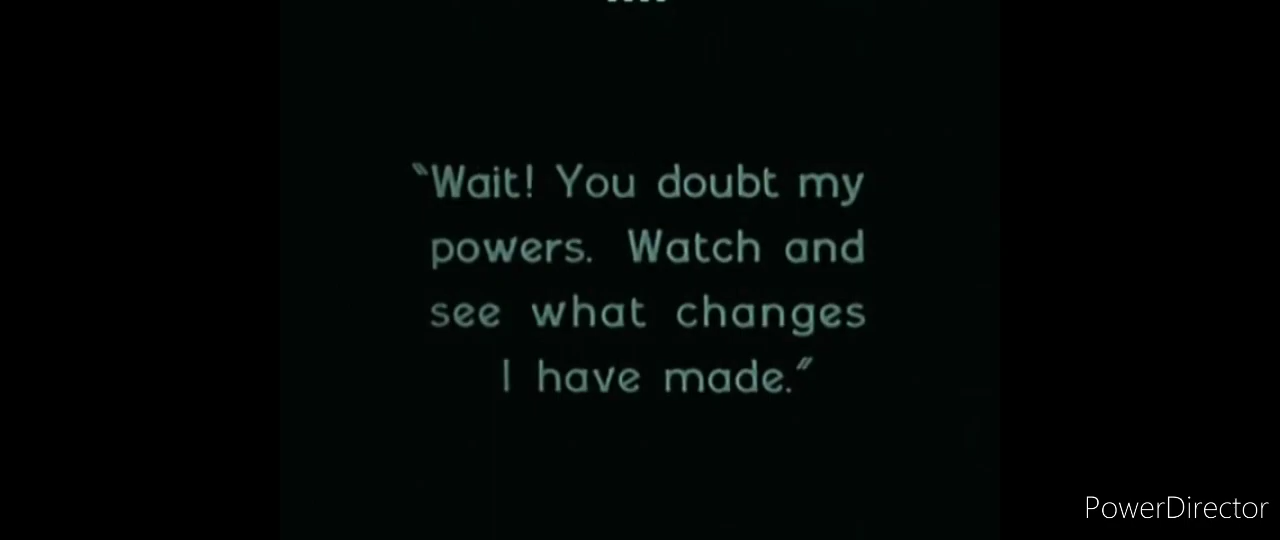 “Wait! You doubt my
powers. Watch and
see what changes
I have made.”
PowerDirector